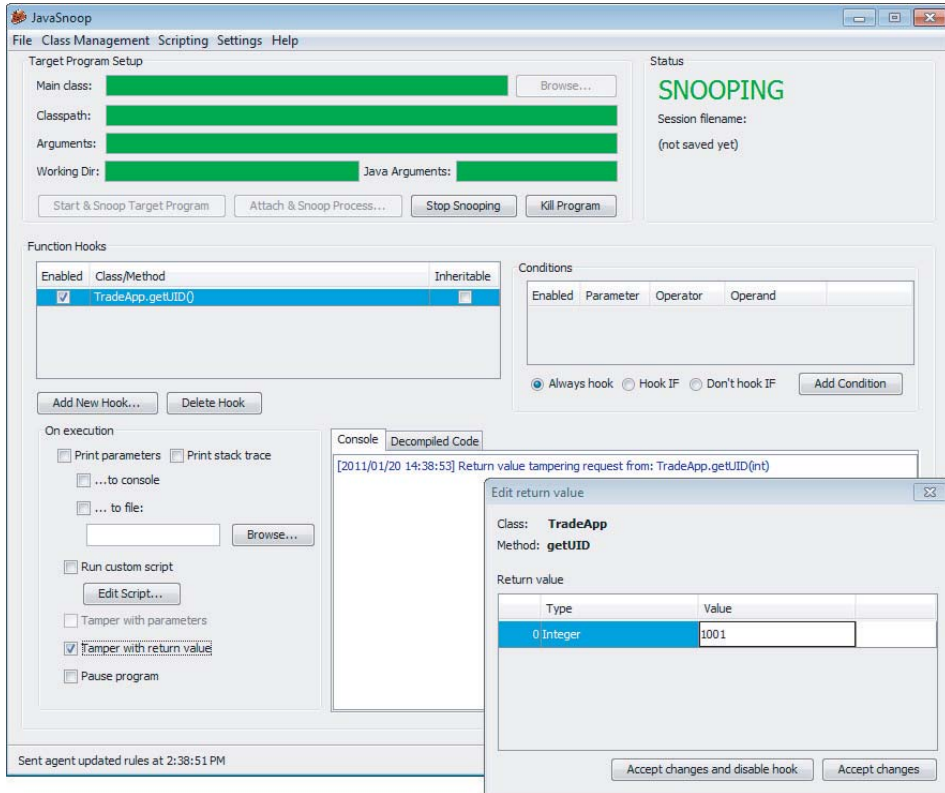 JavaSnoop
File Class Management Scripting Settings Help
Target Program Setup
Main class:
Browse...
Classpath:
Arguments:
Working Dir:
Java Arguments:
Start & Snoop Target Program
Attach & Snoop Process...
Stop Snooping
Kill Program
Status
SNOOPING
Session filename:
(not saved yet)
Function Hooks
Enabled Class/Method Inheritable
TradeApp.getUID()
Add New Hook...
Delete Hook
Conditions
Enabled Parameter Operator Operand
Always hook Hook IF Don't hook IF
Add Condition
On execution
Print parameters Print stack trace
...to console
... to file:
Browse...
Run custom script
Edit Script...
Tamper with parameters
Tamper with return value
Pause program
Console Decompiled Code
[2011/01/20 14:38:53] Return value tampering request from: TradeApp.getUID(int)
Edit return value
Class: TradeApp
Method: getUID
Return value
Type Value
0 Integer 1001
Accept changes and disable hook
Accept changes
Sent agent updated rules at 2:38:51 PM